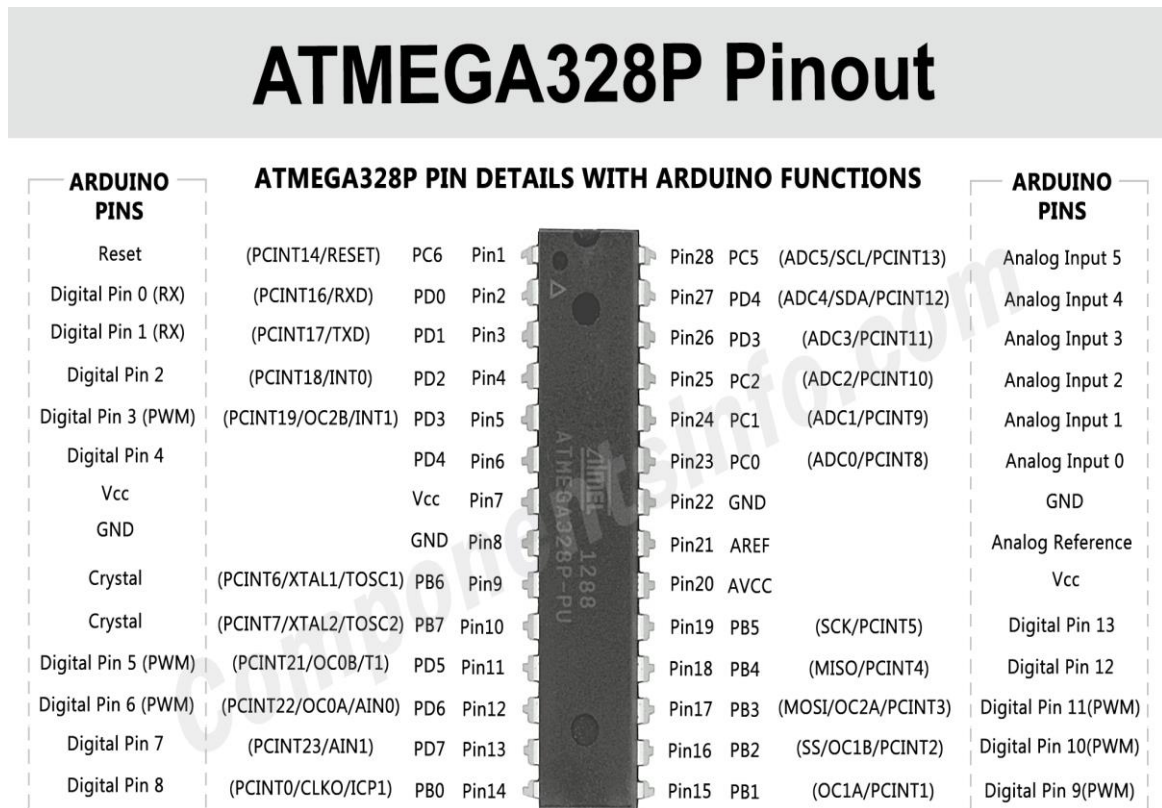 ATMEGA328P Pinout
ARDUINO PINS ATMEGA328P PIN DETAILS WITH ARDUINO FUNCTIONS ARDUINO PINS
Reset (PCINT14/RESET) PC6 Pin1 Pin28 PC5 (ADC5/SCL/PCINT13) Analog Input 5
Digital Pin 0 (RX) (PCINT16/RXD) PD0 Pin2 Pin27 PD4 (ADC4/SDA/PCINT12) Analog Input 4
Digital Pin 1 (RX) (PCINT17/TXD) PD1 Pin3 Pin26 PD3 (ADC3/PCINT11) Analog Input 3
Digital Pin 2 (PCINT18/INT0) PD2 Pin4 Pin25 PC2 (ADC2/PCINT10) Analog Input 2
Digital Pin 3 (PWM) (PCINT19/OC2B/INT1) PD3 Pin5 Pin24 PC1 (ADC1/PCINT9) Analog Input 1
Digital Pin 4 PD4 Pin6 Pin23 PC0 (ADC0/PCINT8) Analog Input 0
Vcc Vcc Pin7 Pin22 GND GND
GND GND Pin8 Pin21 AREF Analog Reference
Crystal (PCINT6/XTAL1/TOSC1) PB6 Pin9 Pin20 AVCC Vcc
Crystal (PCINT7/XTAL2/TOSC2) PB7 Pin10 Pin19 PB5 (SCK/PCINT5) Digital Pin 13
Digital Pin 5 (PWM) (PCINT21/OC0B/T1) PD5 Pin11 Pin18 PB4 (MISO/PCINT4) Digital Pin 12
Digital Pin 6 (PWM) (PCINT22/OC0A/AIN0) PD6 Pin12 Pin17 PB3 (MOSI/OC2A/PCINT3) Digital Pin 11(PWM)
Digital Pin 7 (PCINT23/AIN1) PD7 Pin13 Pin16 PB2 (SS/OC1B/PCINT2) Digital Pin 10(PWM)
Digital Pin 8 (PCINT0/CLKO/ICP1) PB0 Pin14 Pin15 PB1 (OC1A/PCINT1) Digital Pin 9(PWM)
ATMEL 1288
ATMEGA328P-PU
Componentsinfo.com